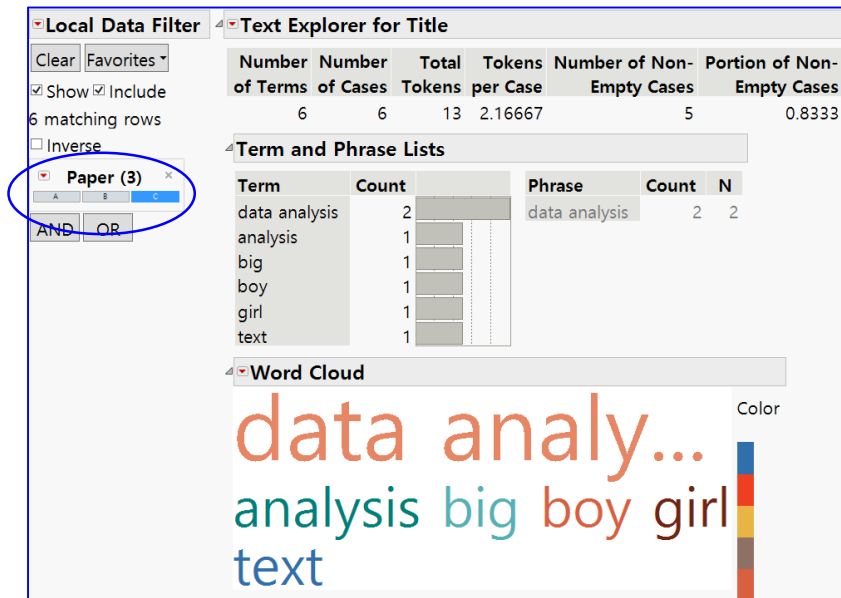 Local Data Filter
Clear Favorites
Show Include
6 matching rows
Inverse
Paper (3) ×
A B C
AND OR
Text Explorer for Title
Number of Terms Number of Cases Total Tokens Tokens per Case Number of Non-Empty Cases Portion of Non-Empty Cases
6 6 13 2.16667 5 0.8333
Term and Phrase Lists
Term Count
data analysis 2
analysis 1
big 1
boy 1
girl 1
text 1
Phrase Count N
data analysis 2 2
Word Cloud
data analy...
analysis big boy girl
text
Color